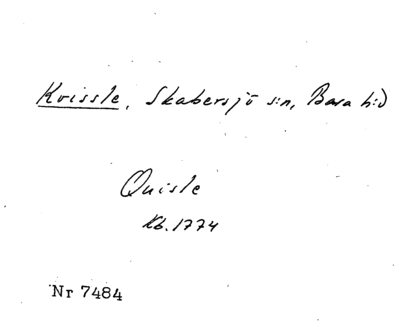 Kvissle, Skabersjö s:n, Bara h:d
Quisle
Kb. 1774
Nr 7484